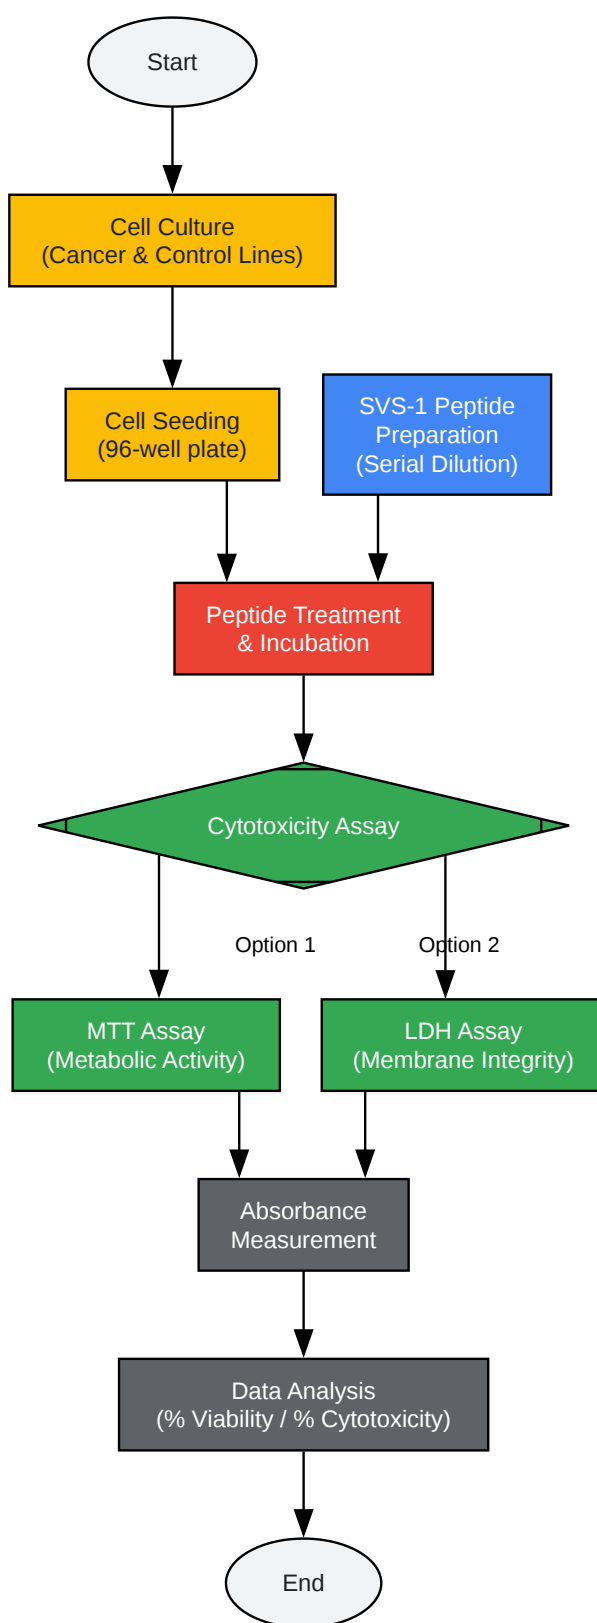 Start
Cell Culture
(Cancer & Control Lines)
Cell Seeding
(96-well plate)
SVS-1 Peptide
Preparation
(Serial Dilution)
Peptide Treatment
& Incubation
Cytotoxicity Assay
Option 1
Option 2
MTT Assay
(Metabolic Activity)
LDH Assay
(Membrane Integrity)
Absorbance
Measurement
Data Analysis
(% Viability / % Cytotoxicity)
End